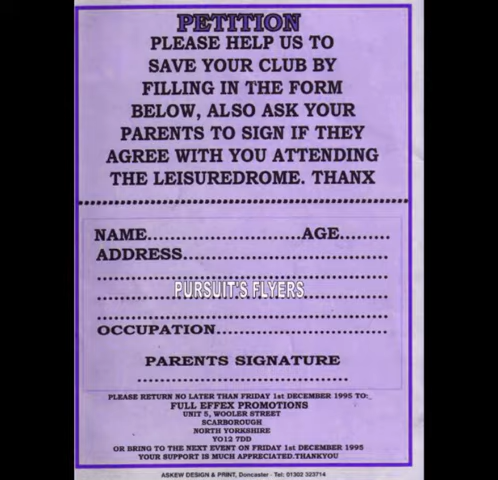 PETITION
PLEASE HELP US TO
SAVE YOUR CLUB BY
FILLING IN THE FORM
BELOW, ALSO ASK YOUR
PARENTS TO SIGN IF THEY
AGREE WITH YOU ATTENDING
THE LEISUREDROME. THANX
NAME..............................AGE..........
ADDRESS........................................
PURSUIT'S FLYERS
OCCUPATION..................................
PARENTS SIGNATURE
PLEASE RETURN NO LATER THAN FRIDAY 1st DECEMBER 1995 TO:
FULL EFFEX PROMOTIONS
UNIT 5, WOOLER STREET
SCARBOROUGH
NORTH YORKSHIRE
YO12 7DD
OR BRING TO THE NEXT EVENT ON FRIDAY 1st DECEMBER 1995
YOUR SUPPORT IS MUCH APPRECIATED.THANKYOU
ASKEW DESIGN & PRINT, Doncaster - Tel: 01302 323714